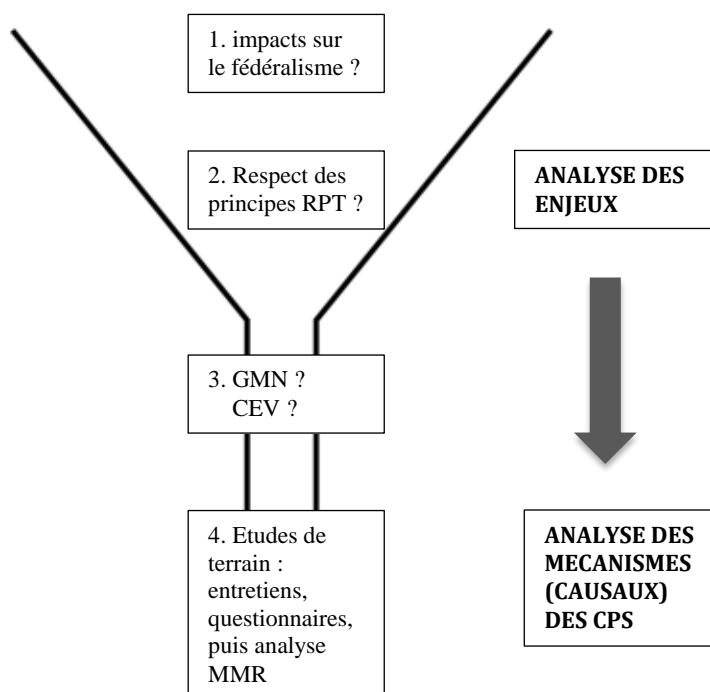 1. impacts sur
le fédéralisme ?
2. Respect des
principes RPT ?
ANALYSE DES
ENJEUX
3. GMN ?
CEV ?
4. Etudes de
terrain :
entretiens,
questionnaires,
puis analyse
MMR
ANALYSE DES
MECANISMES
(CAUSAUX)
DES CPS